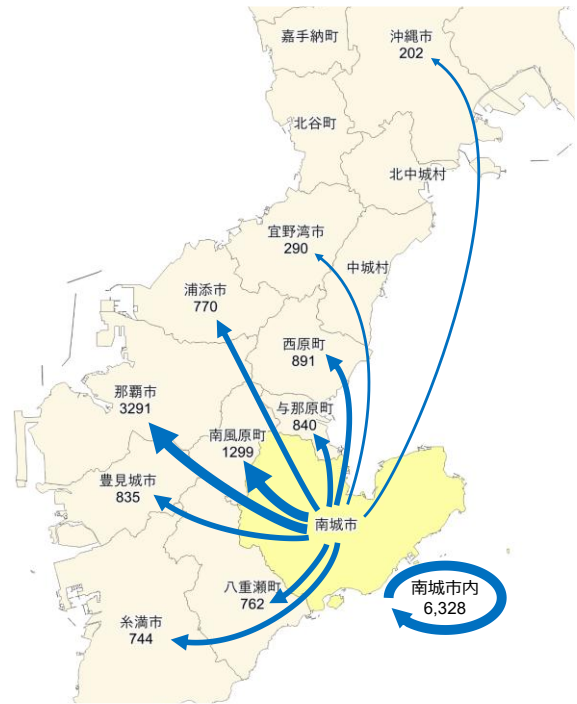 嘉手納町
沖縄市
202
北谷町
北中城村
宜野湾市
290
中城村
浦添市
770
西原町
891
那覇市
3291
与那原町
840
南風原町
1299
豊見城市
835
南城市
八重瀬町
762
南城市内
6,328
糸満市
744